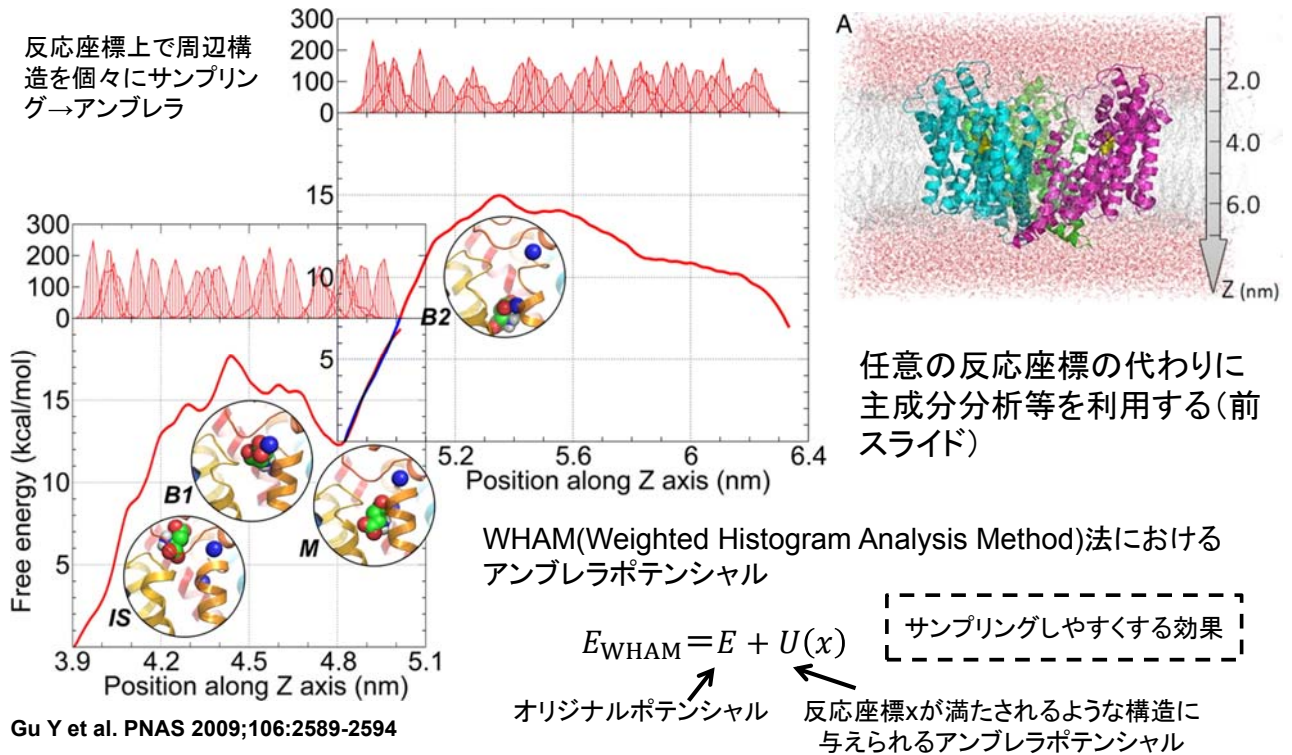 反応座標上で周辺構
造を個々にサンプリン
グ→アンブレラ
300
200
100
0
15
10
5
B2
5.2 5.6 6 6.4
Position along Z axis (nm)
300
200
100
0
15
10
5
0
Free energy (kcal/mol)
B1
M
IS
3.9 4.2 4.5 4.8 5.1
Position along Z axis (nm)
Gu Y et al. PNAS 2009;106:2589-2594
A
2.0
4.0
6.0
Z (nm)
任意の反応座標の代わりに
主成分分析等を利用する(前
スライド)
WHAM(Weighted Histogram Analysis Method)法における
アンブレラポテンシャル
サンプリングしやすくする効果
E_WHAM=E + U(x)
オリジナルポテンシャル
反応座標xが満たされるような構造に
与えられるアンブレラポテンシャル